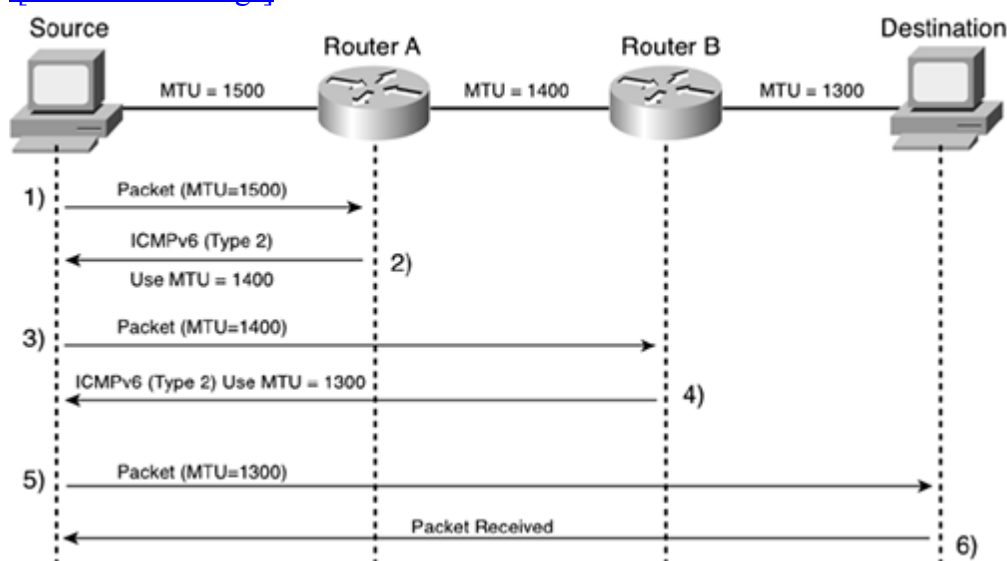 Source
Router A
Router B
Destination
MTU = 1500
MTU = 1400
MTU = 1300
1)
Packet (MTU=1500)
ICMPv6 (Type 2)
2)
Use MTU = 1400
3)
Packet (MTU=1400)
ICMPv6 (Type 2) Use MTU = 1300
4)
5)
Packet (MTU=1300)
Packet Received
6)